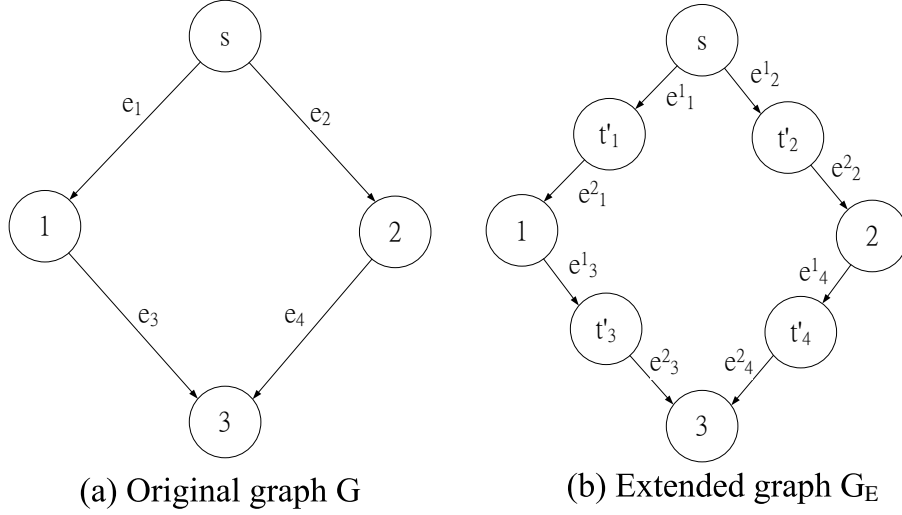 s
e₁
e₂
1
2
e₃
e₄
3
(a) Original graph G
s
e¹₁
e¹₂
t'₁
t'₂
e²₁
e²₂
1
2
e¹₃
e¹₄
t'₃
t'₄
e²₃
e²₄
3
(b) Extended graph G_E